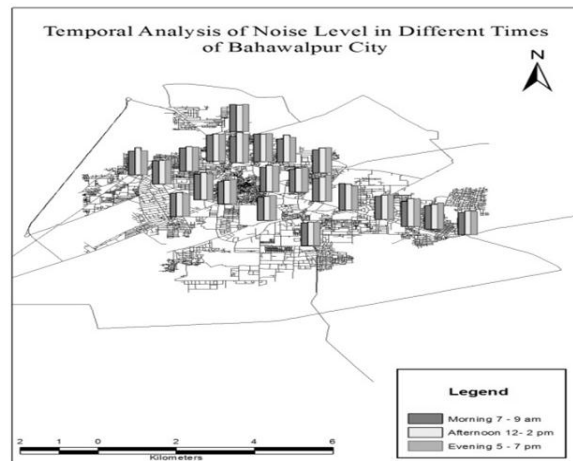 Temporal Analysis of Noise Level in Different Times
of Bahawalpur City
N
Legend
Morning 7 - 9 am
Afternoon 12- 2 pm
Evening 5 - 7 pm
2 1 0 2 4 6
Kilometers